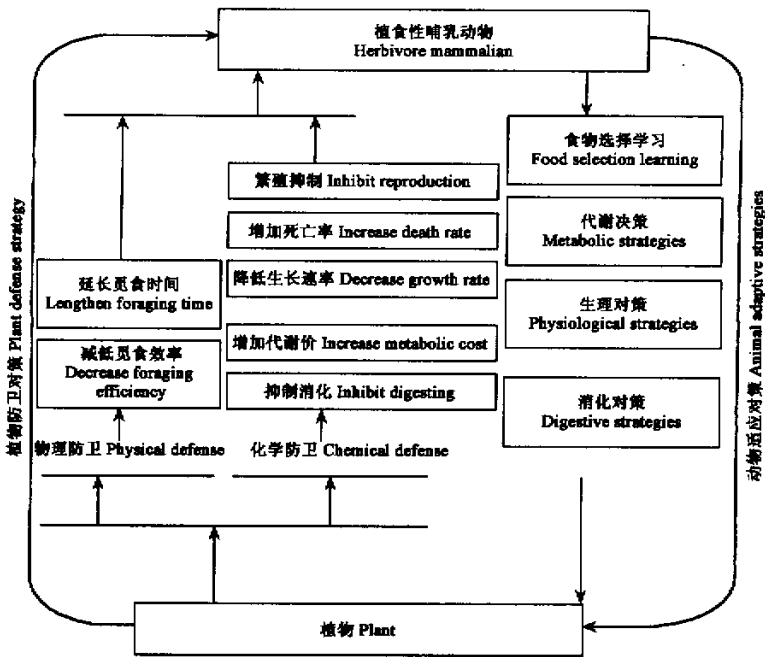 植食性哺乳动物
Herbivore mammalian
食物选择学习
Food selection learning
繁殖抑制 Inhibit reproduction
代谢决策
Metabolic strategies
增加死亡率 Increase death rate
延长觅食时间
Lengthen foraging time
降低生长速率 Decrease growth rate
生理对策
Physiological strategies
减低觅食效率
Decrease foraging
efficiency
增加代谢价 Increase metabolic cost
抑制消化 Inhibit digesting
消化对策
Digestive strategies
物理防卫 Physical defense
化学防卫 Chemical defense
植物防卫对策 Plant defense strategy
动物适应对策 Animal adaptive strategies
植物 Plant